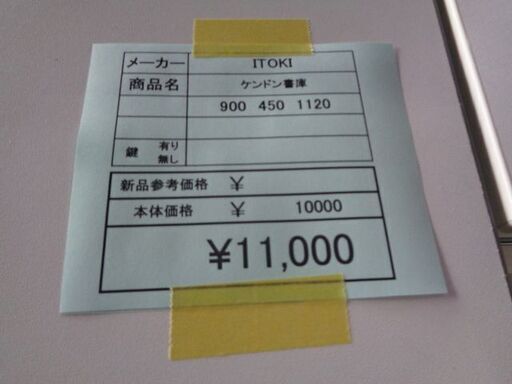 メーカー ITOKI
商品名 ケンドン書庫
900 450 1120
鍵 有り
無し
新品参考価格 ¥
本体価格 ¥ 10000
¥11,000